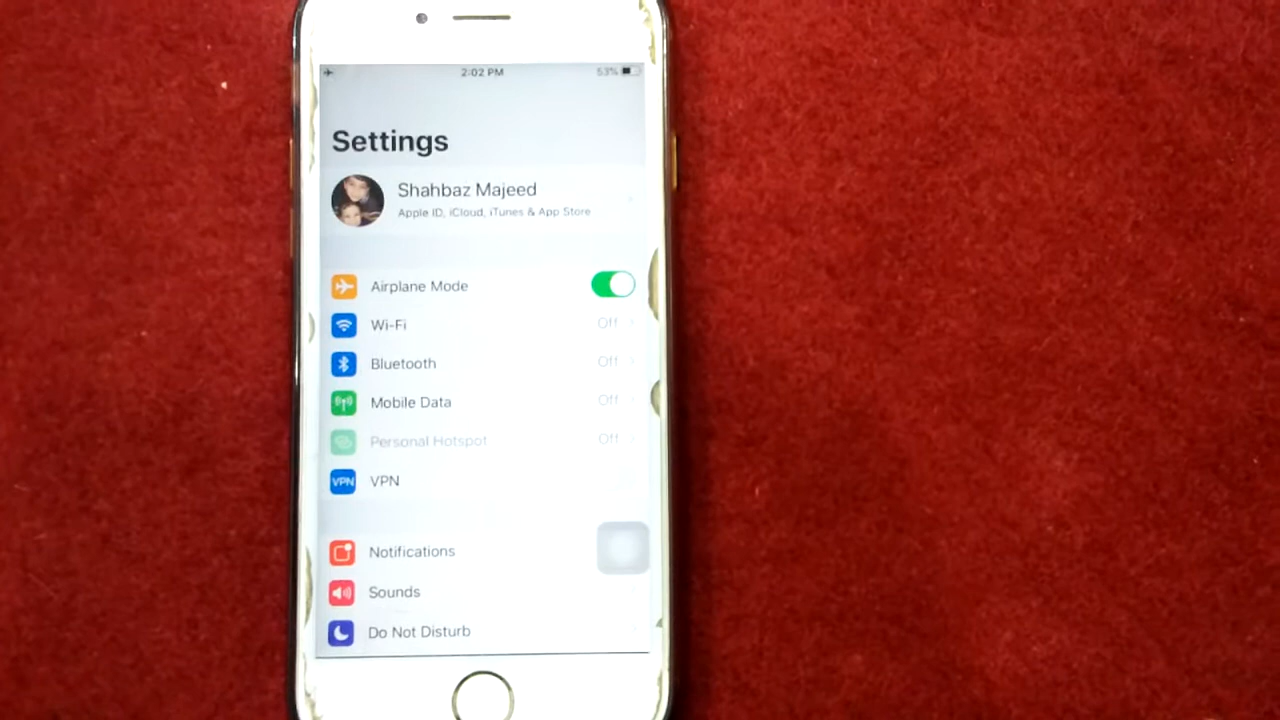 2:02 PM 53%
Settings
Shahbaz Majeed
Apple ID, iCloud, iTunes & App Store
Airplane Mode
Wi-Fi Off
Bluetooth Off
Mobile Data Off
Personal Hotspot Off
VPN VPN
Notifications
Sounds
Do Not Disturb